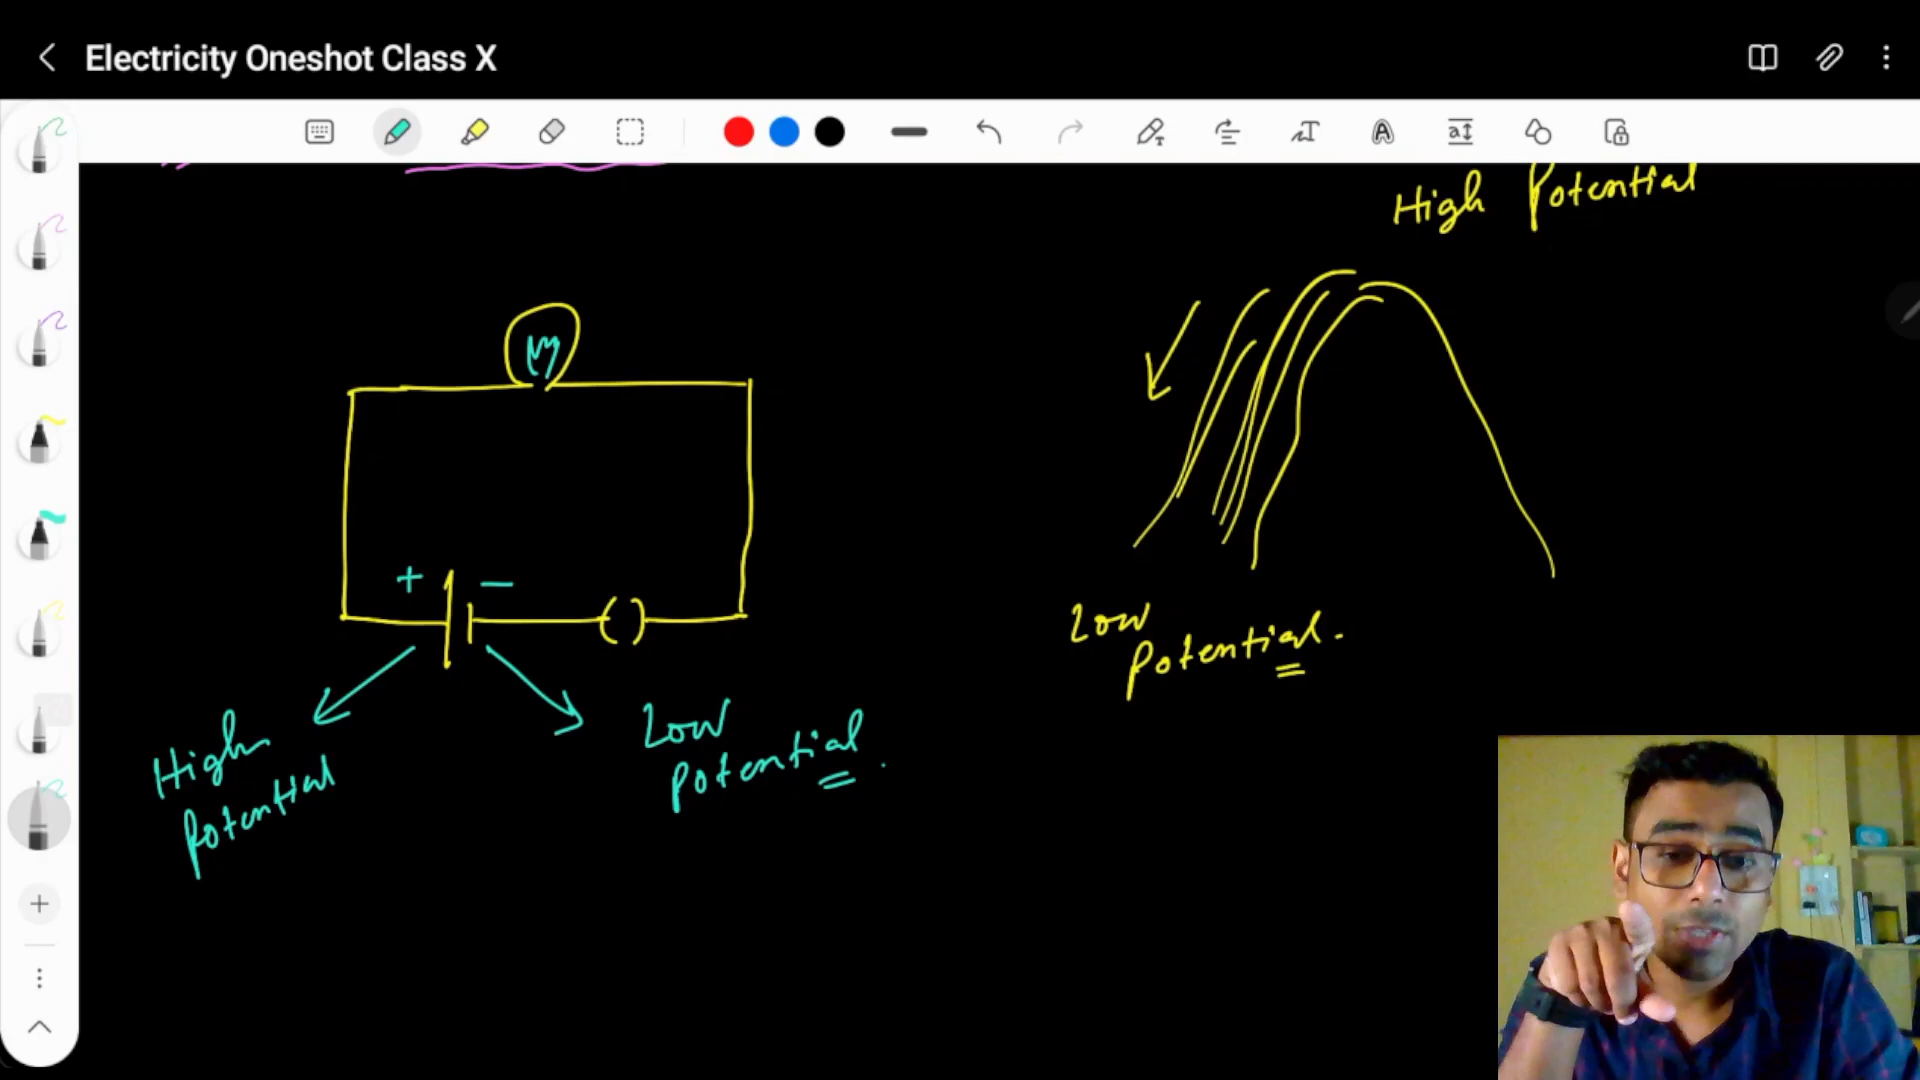 Electricity Oneshot Class X
High Potential
+ −
Low
Potential.
High
Potential
Low
Potential.